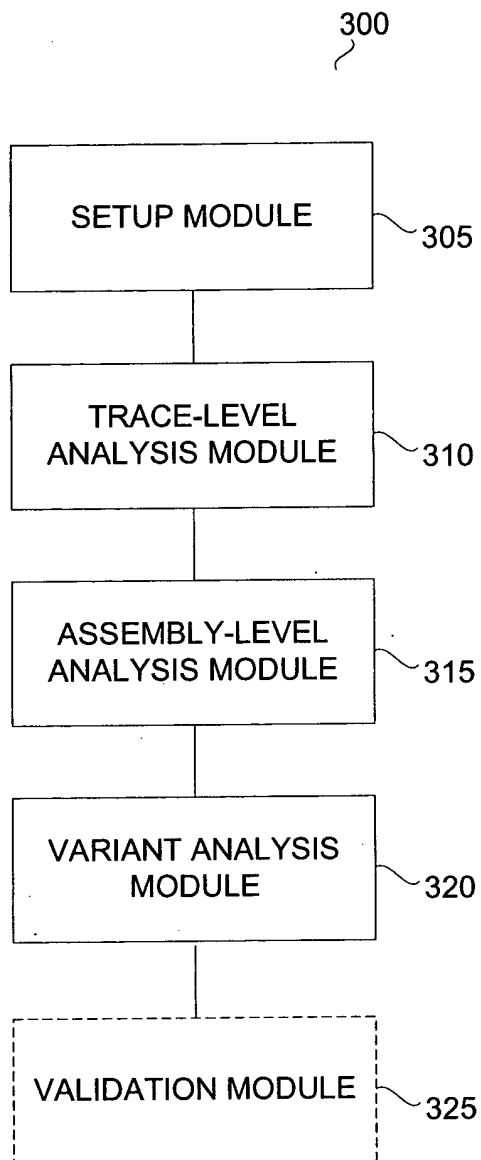 300
SETUP MODULE
305
TRACE-LEVEL
ANALYSIS MODULE
310
ASSEMBLY-LEVEL
ANALYSIS MODULE
315
VARIANT ANALYSIS
MODULE
320
VALIDATION MODULE
325